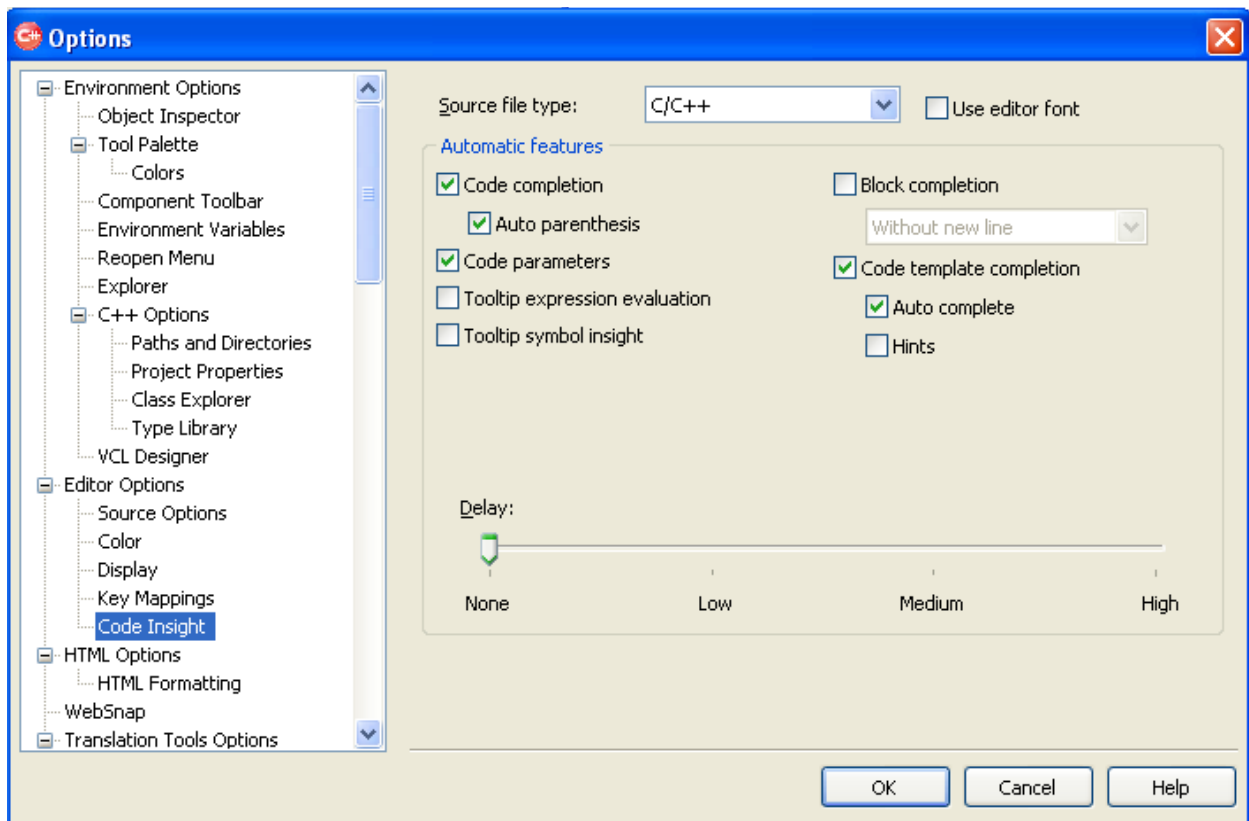 Options
Environment Options
Object Inspector
Tool Palette
Colors
Component Toolbar
Environment Variables
Reopen Menu
Explorer
C++ Options
Paths and Directories
Project Properties
Class Explorer
Type Library
VCL Designer
Editor Options
Source Options
Color
Display
Key Mappings
Code Insight
HTML Options
HTML Formatting
WebSnap
Translation Tools Options
Source file type: C/C++ Use editor font
Automatic features
Code completion
Auto parenthesis
Code parameters
Tooltip expression evaluation
Tooltip symbol insight
Block completion
Without new line
Code template completion
Auto complete
Hints
Delay:
None Low Medium High
OK Cancel Help